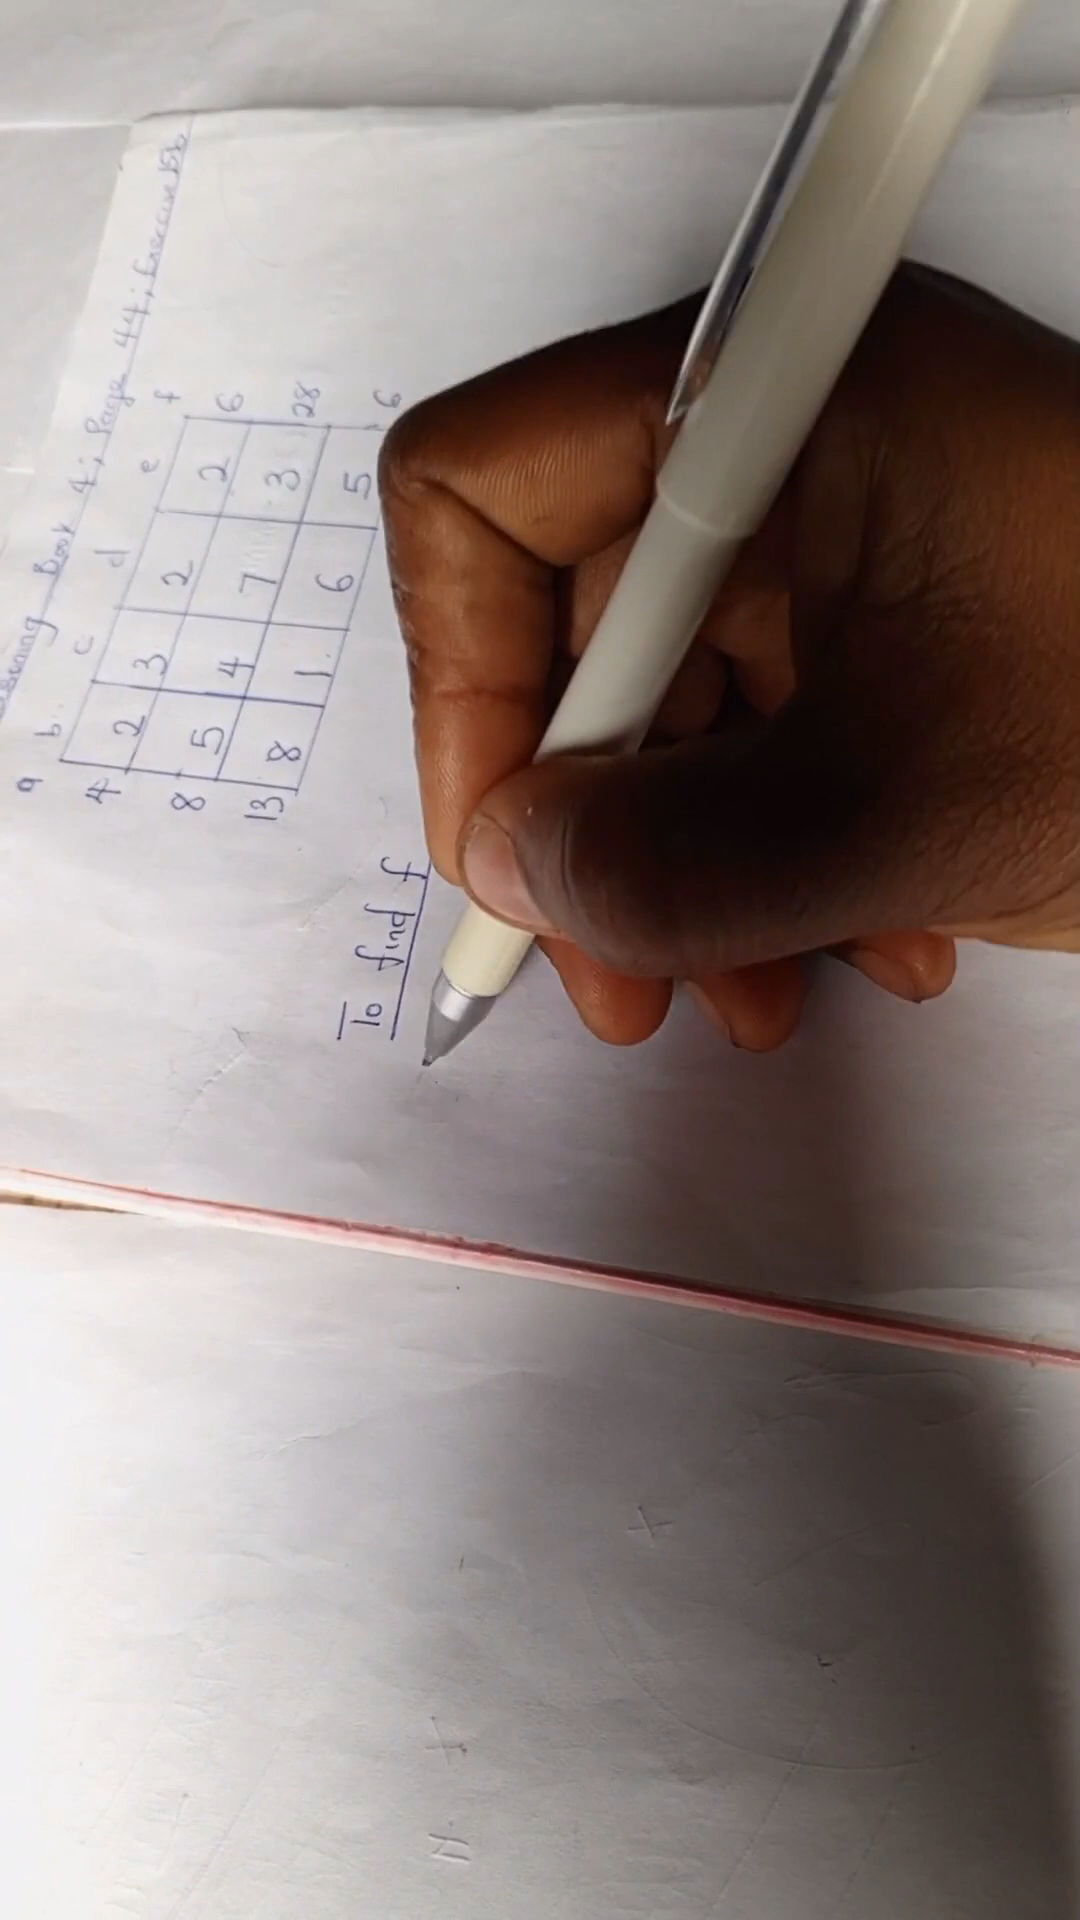 Book 4; Page 44; Exercise 15b
a b c d e f
4 2 3 2 2 6
8 5 4 7 3 28
13 8 1 6 5 6
To find f